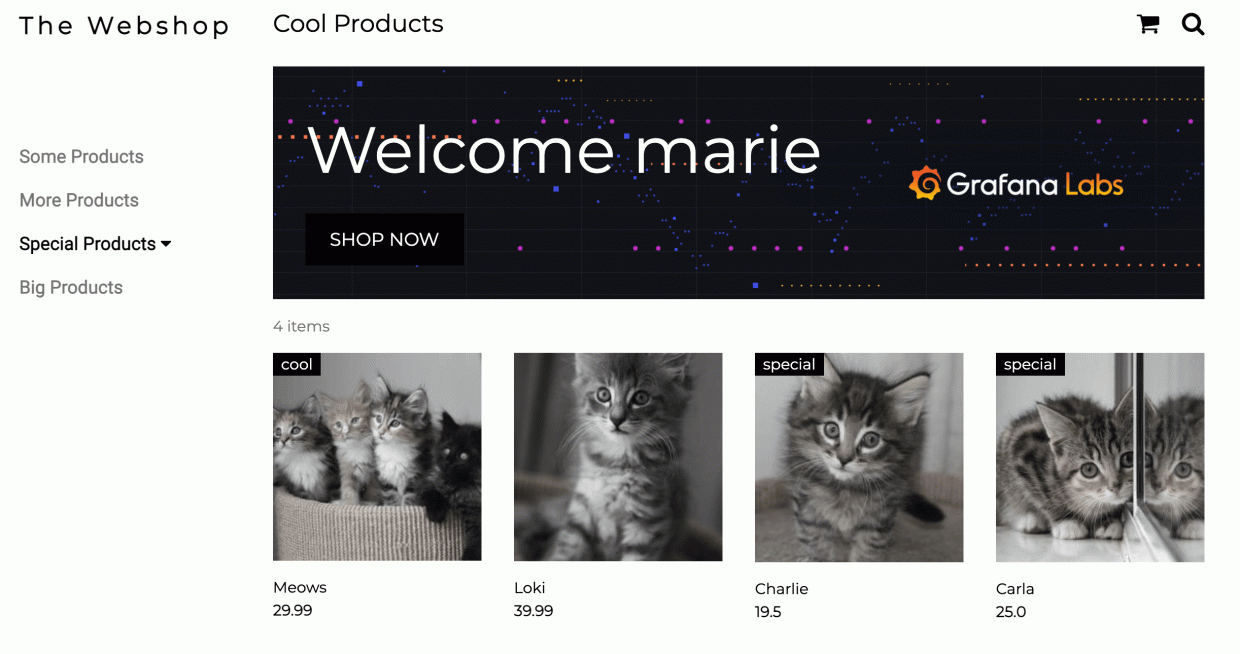 The Webshop
Cool Products
Some Products
More Products
Special Products
Big Products
Welcome marie
SHOP NOW
Grafana Labs
4 items
cool
special
special
Meows
29.99
Loki
39.99
Charlie
19.5
Carla
25.0